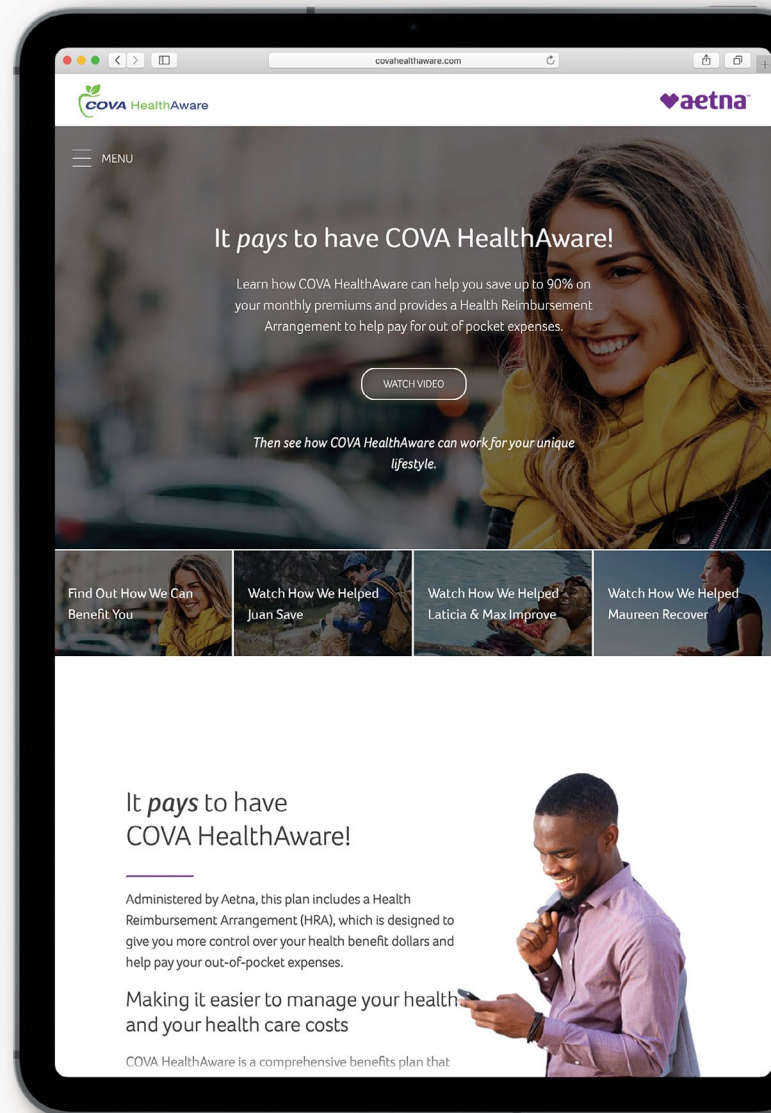 covahealthaware.com
COVA HealthAware
aetna™
MENU
It pays to have COVA HealthAware!
Learn how COVA HealthAware can help you save up to 90% on
your monthly premiums and provides a Health Reimbursement
Arrangement to help pay for out of pocket expenses.
WATCH VIDEO
Then see how COVA HealthAware can work for your unique
lifestyle.
Find Out How We Can
Benefit You
Watch How We Helped
Juan Save
Watch How We Helped
Laticia & Max Improve
Watch How We Helped
Maureen Recover
It pays to have
COVA HealthAware!
Administered by Aetna, this plan includes a Health
Reimbursement Arrangement (HRA), which is designed to
give you more control over your health benefit dollars and
help pay your out-of-pocket expenses.
Making it easier to manage your health
and your health care costs
COVA HealthAware is a comprehensive benefits plan that